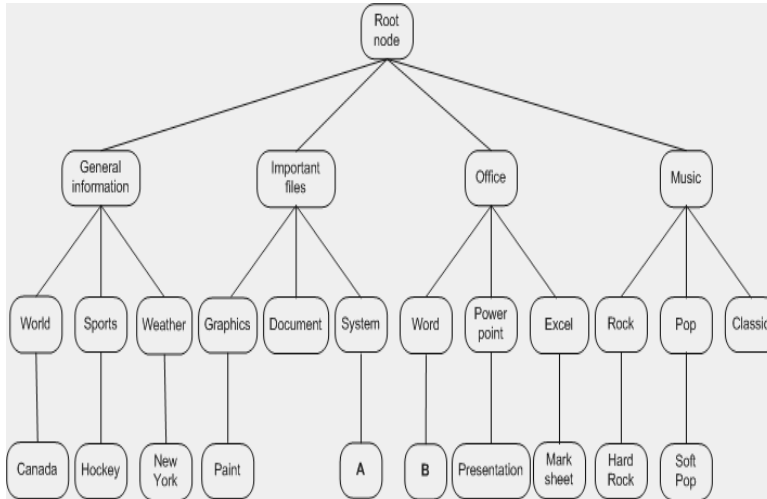 Root
node
General
information
Important
files
Office
Music
World
Sports
Weather
Graphics
Document
System
Word
Power
point
Excel
Rock
Pop
Classic
Canada
Hockey
New
York
Paint
A
B
Presentation
Mark
sheet
Hard
Rock
Soft
Pop